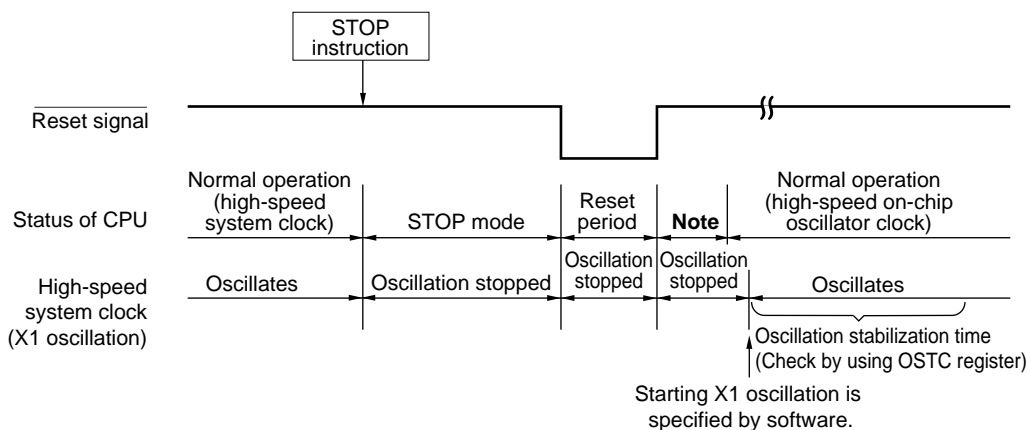 STOP
instruction
Reset signal
Normal operation
(high-speed
system clock)
Status of CPU
STOP mode
Reset
period
Note
Normal operation
(high-speed on-chip
oscillator clock)
High-speed
system clock
(X1 oscillation)
Oscillates
Oscillation stopped
Oscillation
stopped
Oscillation
stopped
Oscillates
Oscillation stabilization time
(Check by using OSTC register)
Starting X1 oscillation is
specified by software.